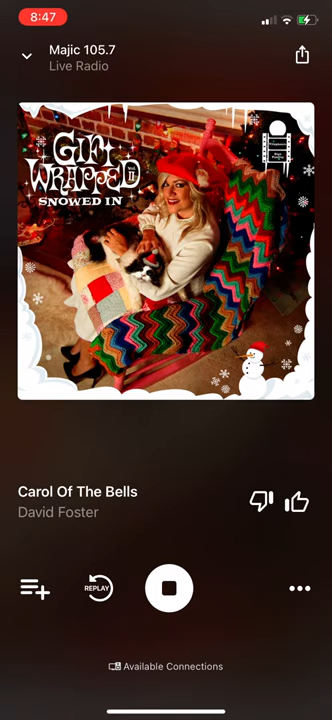 8:47
Majic 105.7
Live Radio
GIFT
WRAPPED II
SNOWED IN
Carol Of The Bells
David Foster
REPLAY
Available Connections